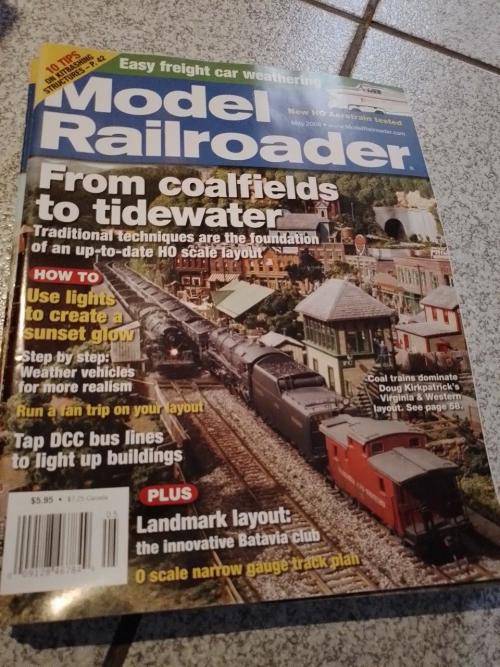 10 TIPS
ON KITBASHING
STRUCTURES – P. 42
Easy freight car weathering
Model
Railroader
New HO Aerotrain tested
May 2008 • www.ModelRailroader.com
From coalfields
to tidewater
Traditional techniques are the foundation
of an up-to-date HO scale layout
HOW TO
Use lights
to create a
sunset glow
Step by step:
Weather vehicles
for more realism
Run a fan trip on your layout
Tap DCC bus lines
to light up buildings
Coal trains dominate
Doug Kirkpatrick's
Virginia & Western
layout. See page 58.
$5.95 • $7.25 Canada
05
PLUS
Landmark layout:
the innovative Batavia club
O scale narrow gauge track plan